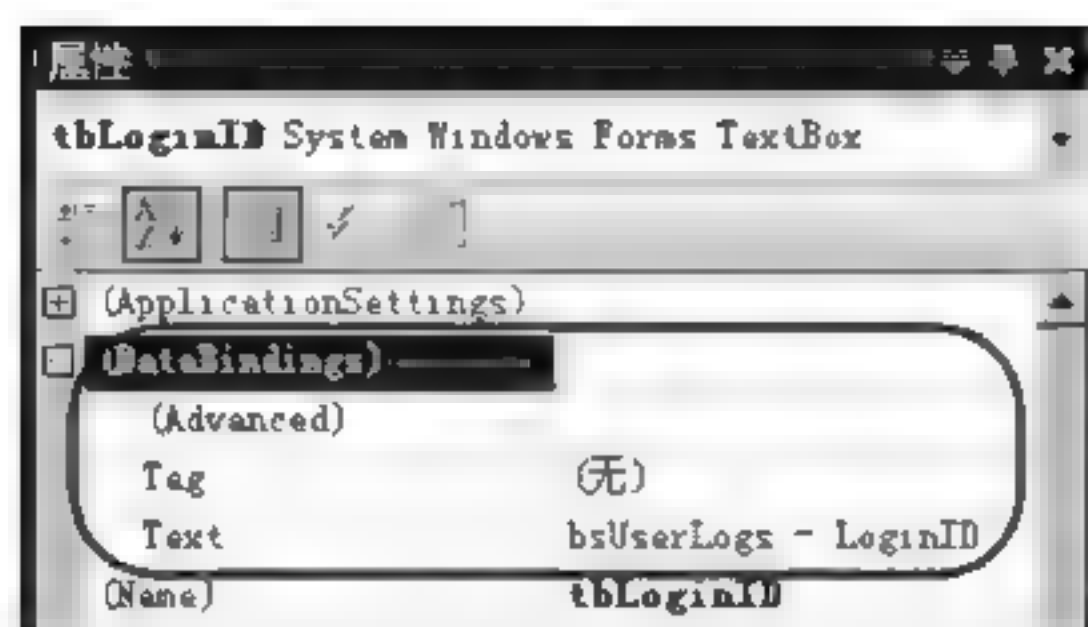 属性
tbLoginID System Windows Forms TextBox
(ApplicationSettings)
(DataBindings)
(Advanced)
Tag (无)
Text bsUserLogs - LoginID
(Name) tbLoginID